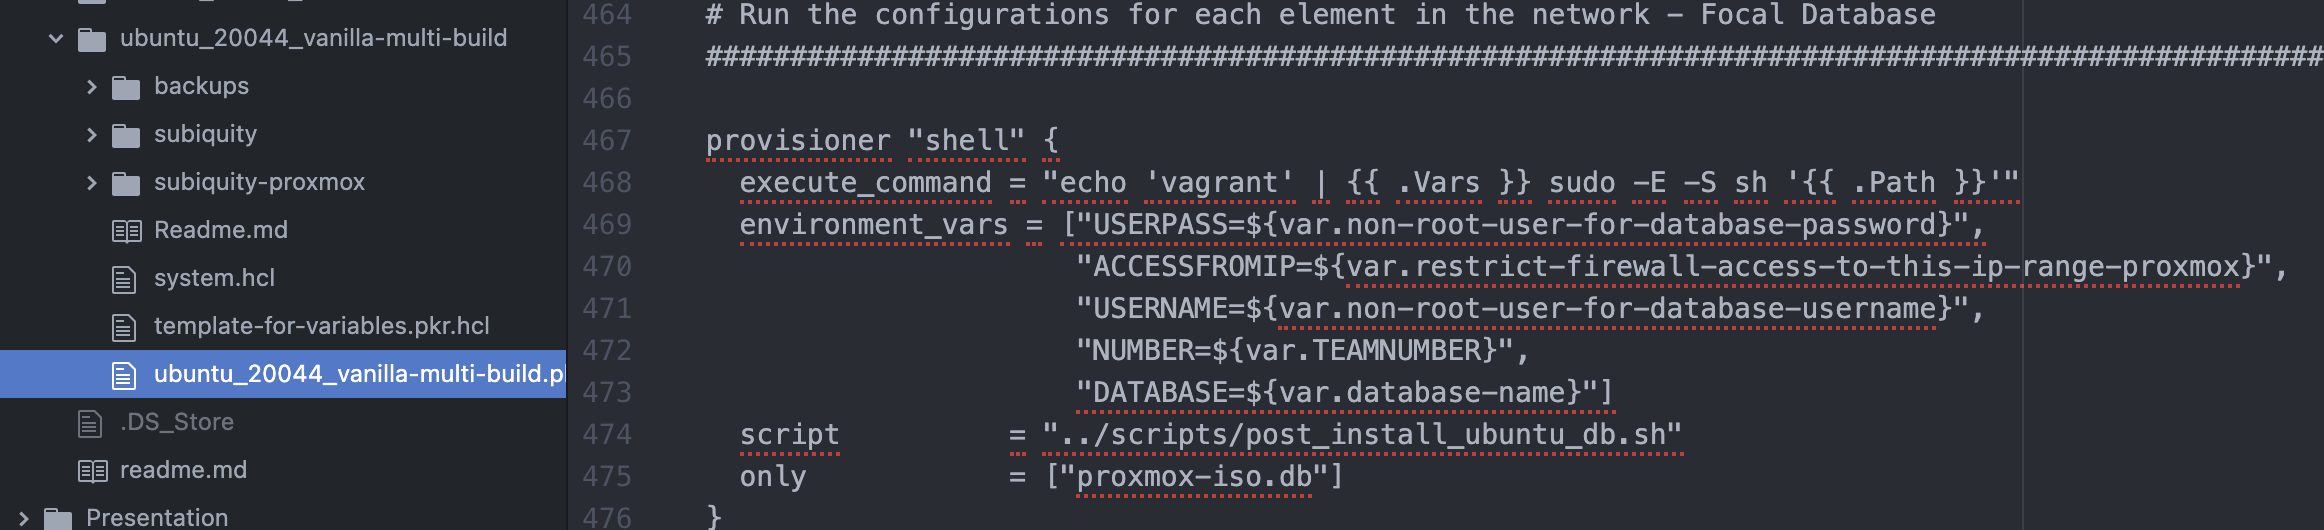 ubuntu_20044_vanilla-multi-build
backups
subiquity
subiquity-proxmox
Readme.md
system.hcl
template-for-variables.pkr.hcl
ubuntu_20044_vanilla-multi-build.p
.DS_Store
readme.md
Presentation
464 # Run the configurations for each element in the network - Focal Database
465 ################################################################################################
466
467 provisioner "shell" {
468 execute_command = "echo 'vagrant' | {{ .Vars }} sudo -E -S sh '{{ .Path }}'"
469 environment_vars = ["USERPASS=${var.non-root-user-for-database-password}",
470 "ACCESSFROMIP=${var.restrict-firewall-access-to-this-ip-range-proxmox}",
471 "USERNAME=${var.non-root-user-for-database-username}",
472 "NUMBER=${var.TEAMNUMBER}",
473 "DATABASE=${var.database-name}"]
474 script = "../scripts/post_install_ubuntu_db.sh"
475 only = ["proxmox-iso.db"]
476 }